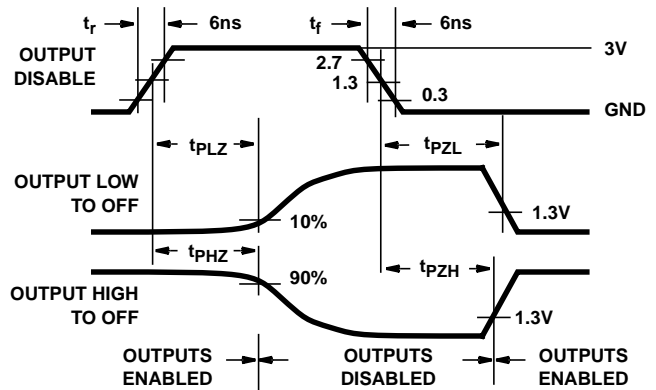 tr 6ns tf 6ns
OUTPUT
DISABLE
2.7
1.3
0.3
3V
GND
tPLZ tPZL
OUTPUT LOW
TO OFF
10%
1.3V
tPHZ tPZH
OUTPUT HIGH
TO OFF
90%
1.3V
OUTPUTS
ENABLED
OUTPUTS
DISABLED
OUTPUTS
ENABLED